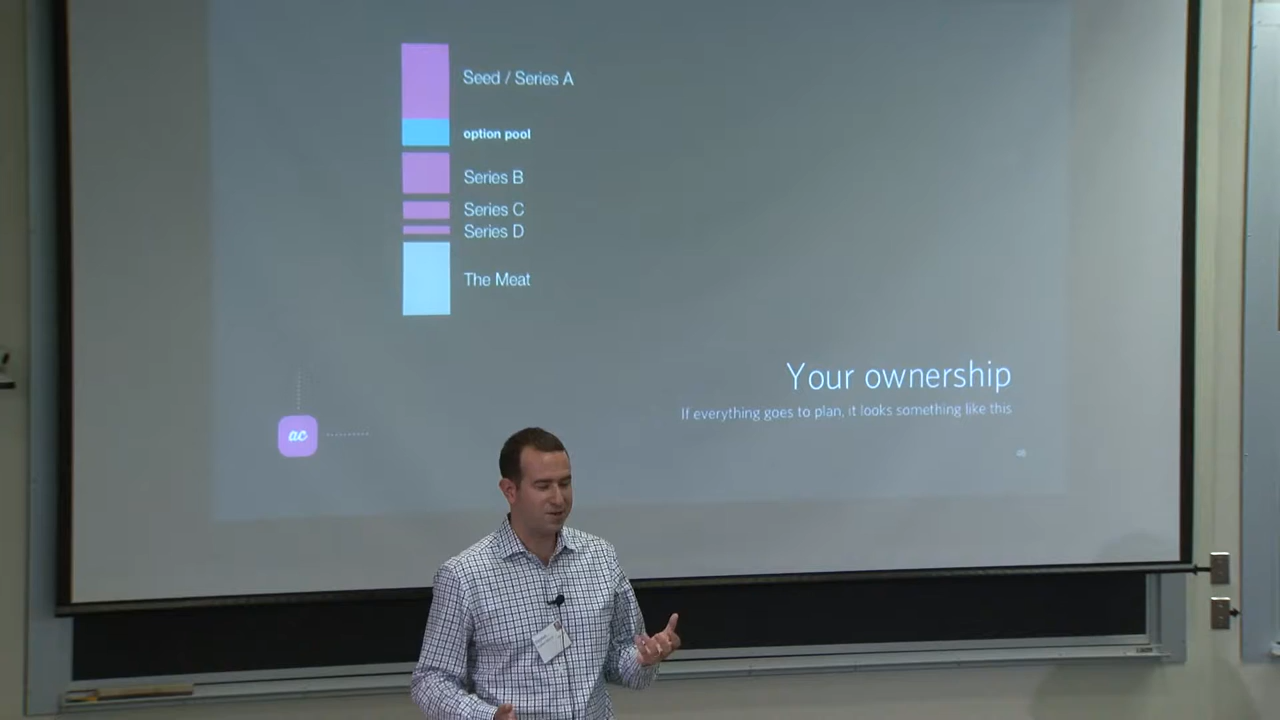 Seed / Series A
option pool
Series B
Series C
Series D
The Meat
Your ownership
If everything goes to plan, it looks something like this
ac